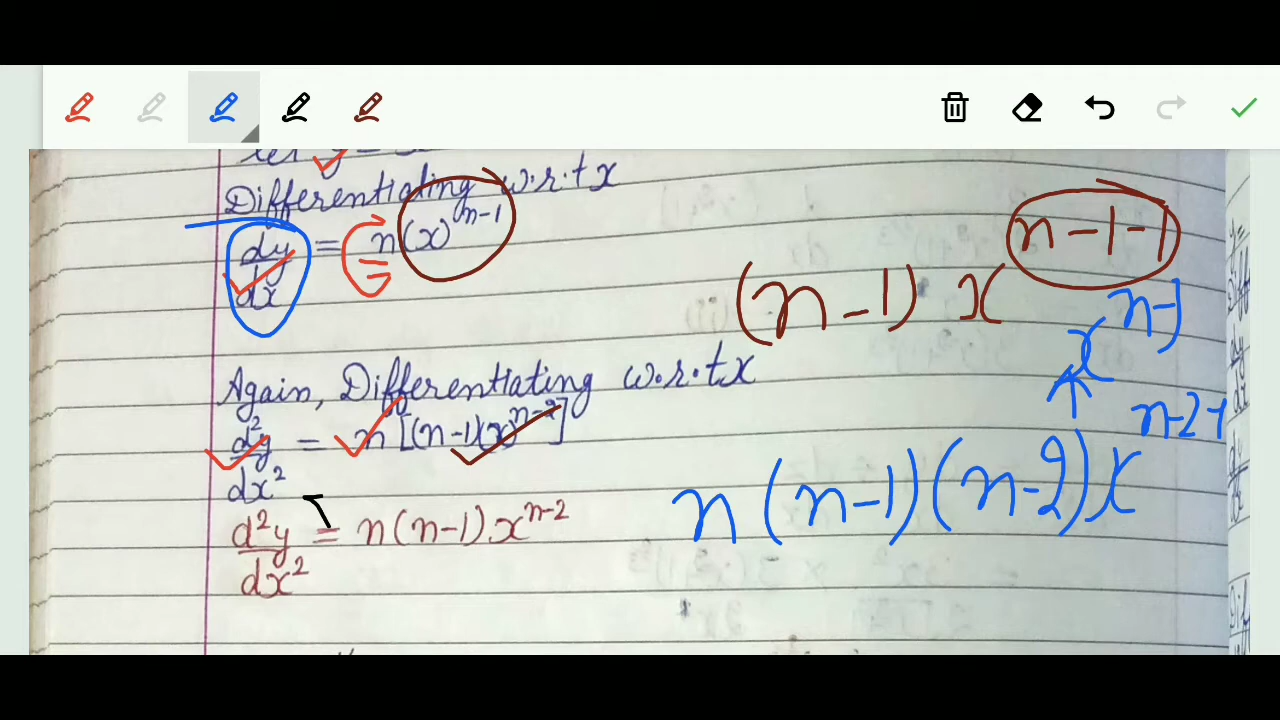 Differentiating w.r.t x
dy/dx = n(x)^n-1
(n-1) x^n-1-1
x^n-1
Again, Differentiating w.r.t x
d²y/dx² = n [(n-1)(x)^n-2]
n(n-1)(n-2)x^n-2-1
d²y/dx² = n(n-1).x^n-2